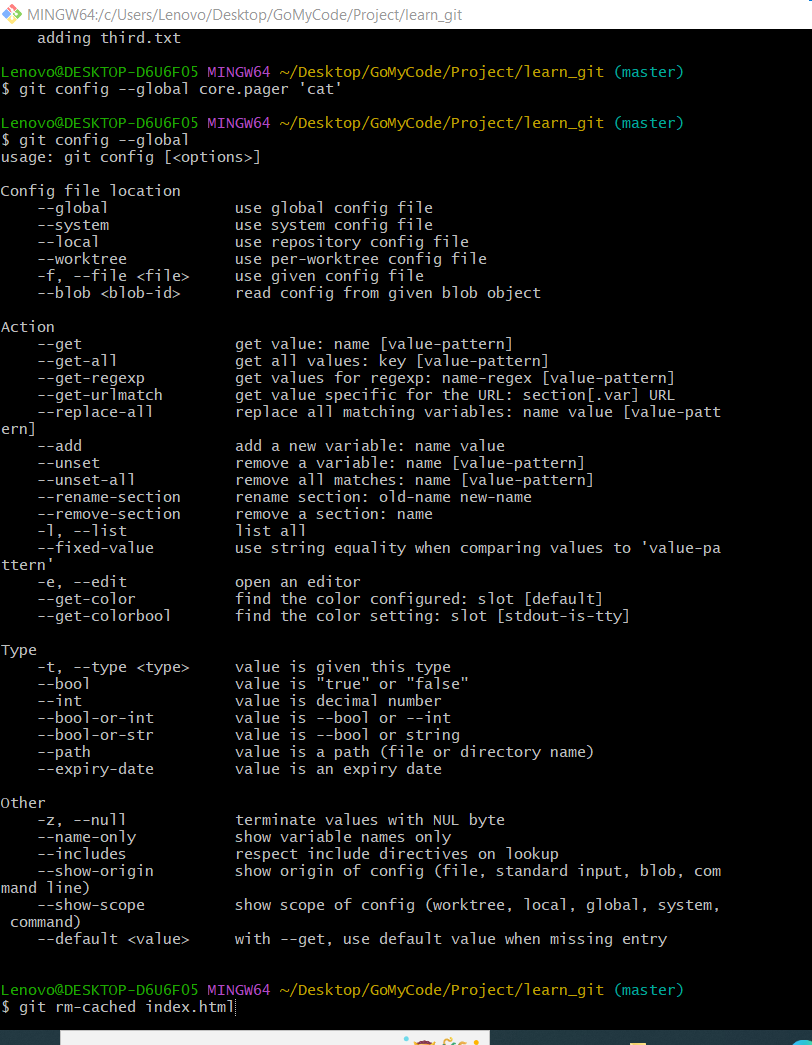 MINGW64:/c/Users/Lenovo/Desktop/GoMyCode/Project/learn_git
    adding third.txt
Lenovo@DESKTOP-D6U6FO5 MINGW64 ~/Desktop/GoMyCode/Project/learn_git (master)
$ git config --global core.pager 'cat'
Lenovo@DESKTOP-D6U6FO5 MINGW64 ~/Desktop/GoMyCode/Project/learn_git (master)
$ git config --global
usage: git config [<options>]
Config file location
    --global              use global config file
    --system              use system config file
    --local               use repository config file
    --worktree            use per-worktree config file
    -f, --file <file>     use given config file
    --blob <blob-id>      read config from given blob object
Action
    --get                 get value: name [value-pattern]
    --get-all             get all values: key [value-pattern]
    --get-regexp          get values for regexp: name-regex [value-pattern]
    --get-urlmatch        get value specific for the URL: section[.var] URL
    --replace-all         replace all matching variables: name value [value-patt
ern]
    --add                 add a new variable: name value
    --unset               remove a variable: name [value-pattern]
    --unset-all           remove all matches: name [value-pattern]
    --rename-section      rename section: old-name new-name
    --remove-section      remove a section: name
    -l, --list            list all
    --fixed-value         use string equality when comparing values to 'value-pa
ttern'
    -e, --edit            open an editor
    --get-color           find the color configured: slot [default]
    --get-colorbool       find the color setting: slot [stdout-is-tty]
Type
    -t, --type <type>     value is given this type
    --bool                value is "true" or "false"
    --int                 value is decimal number
    --bool-or-int         value is --bool or --int
    --bool-or-str         value is --bool or string
    --path                value is a path (file or directory name)
    --expiry-date         value is an expiry date
Other
    -z, --null            terminate values with NUL byte
    --name-only           show variable names only
    --includes            respect include directives on lookup
    --show-origin         show origin of config (file, standard input, blob, com
mand line)
    --show-scope          show scope of config (worktree, local, global, system,
 command)
    --default <value>     with --get, use default value when missing entry
Lenovo@DESKTOP-D6U6FO5 MINGW64 ~/Desktop/GoMyCode/Project/learn_git (master)
$ git rm-cached index.html